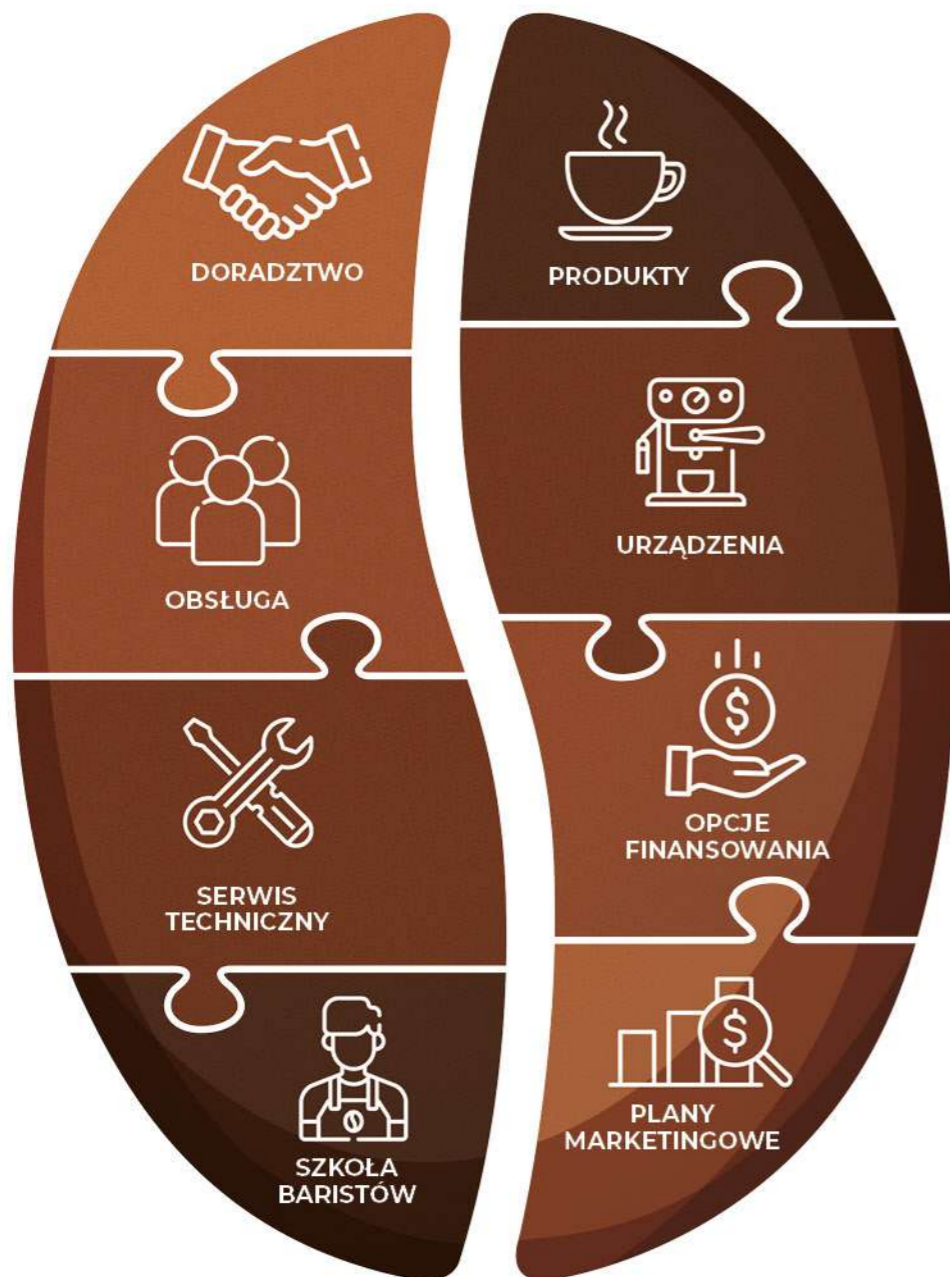 DORADZTWO
OBSŁUGA
SERWIS
TECHNICZNY
SZKOŁA
BARISTÓW
PRODUKTY
URZĄDZENIA
OPCJE
FINANSOWANIA
PLANY
MARKETINGOWE